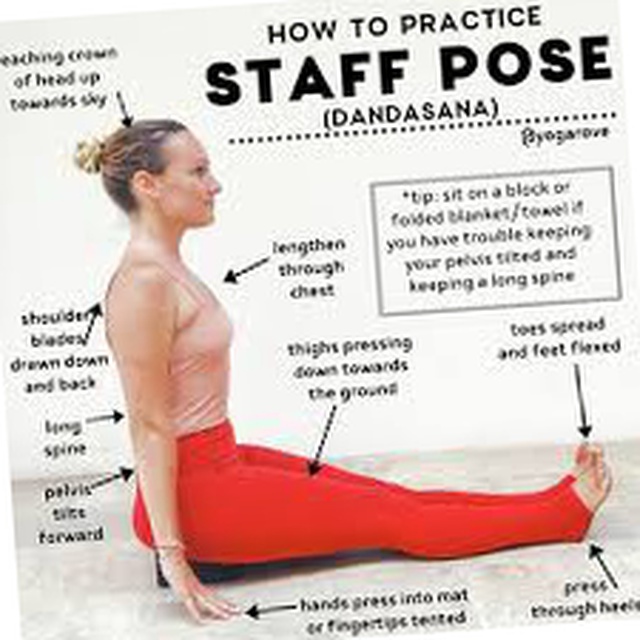 HOW TO PRACTICE
STAFF POSE
(DANDASANA)
@yogarove
eaching crown
of head up
towards sky
*tip: sit on a block or
folded blanket/towel if
you have trouble keeping
your pelvis tilted and
keeping a long spine
lengthen
through
chest
shoulder
blades
drawn down
and back
thighs pressing
down towards
the ground
toes spread
and feet flexed
long
spine
pelvis
tilts
forward
hands press into mat
or fingertips tented
press
through heels